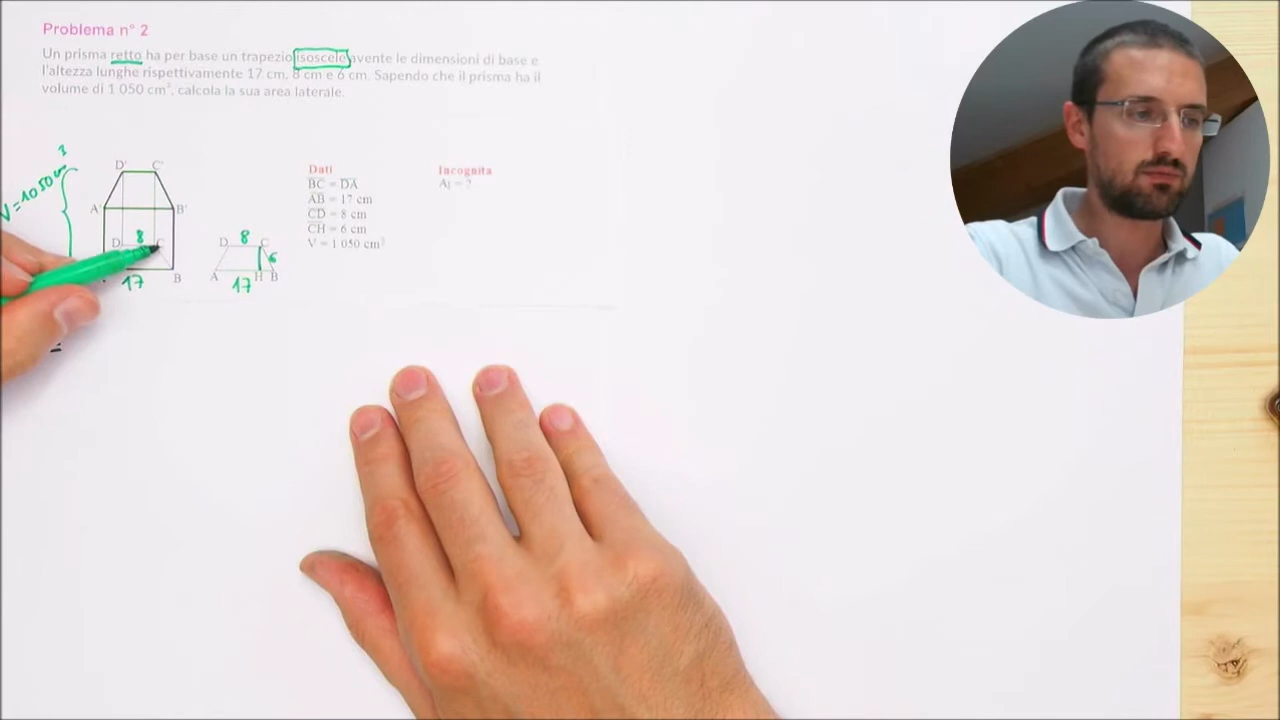 Problema n° 2
Un prisma retto ha per base un trapezio isoscele avente le dimensioni di base e
l'altezza lunghe rispettivamente 17 cm, 8 cm e 6 cm. Sapendo che il prisma ha il
volume di 1 050 cm³, calcola la sua area laterale.
V = 1050 cm³
D' C'
A' B'
D 8 C
17 B
D 8 C
6
A 17 H B
Dati
BC = DA
AB = 17 cm
CD = 8 cm
CH = 6 cm
V = 1 050 cm³
Incognita
Al = ?